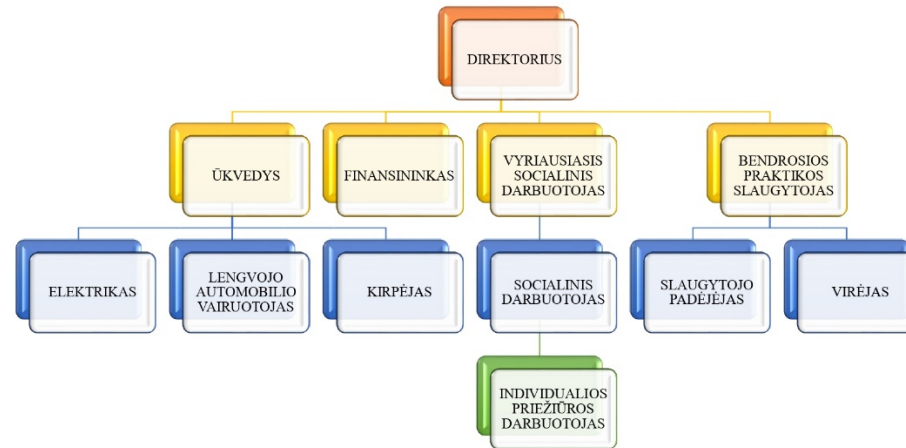 DIREKTORIUS
ŪKVEDYS
FINANSININKAS
VYRIAUSIASIS
SOCIALINIS
DARBUOTOJAS
BENDROSIOS
PRAKTIKOS
SLAUGYTOJAS
ELEKTRIKAS
LENGVOJO
AUTOMOBILIO
VAIRUOTOJAS
KIRPĖJAS
SOCIALINIS
DARBUOTOJAS
SLAUGYTOJO
PADĖJĖJAS
VIRĖJAS
INDIVIDUALIOS
PRIEŽIŪROS
DARBUOTOJAS